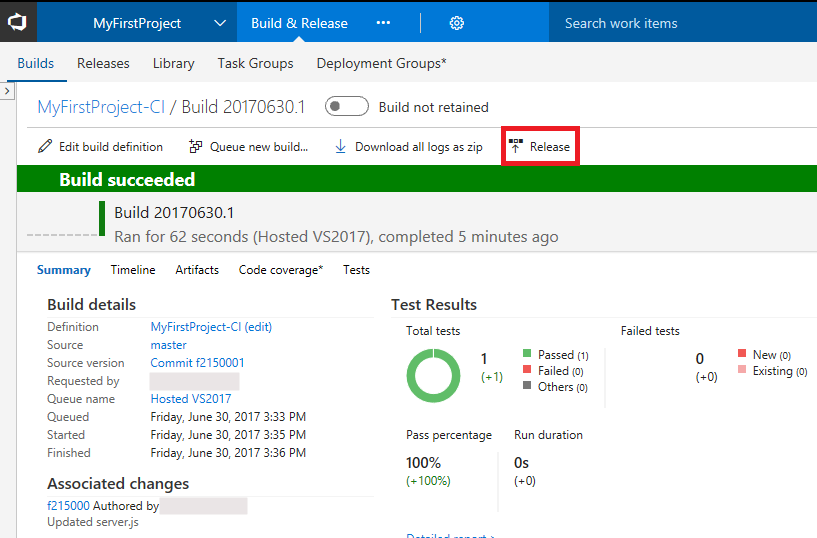 MyFirstProject Build & Release ••• Search work items
Builds Releases Library Task Groups Deployment Groups*
MyFirstProject-CI / Build 20170630.1 Build not retained
Edit build definition Queue new build... Download all logs as zip Release
Build succeeded
Build 20170630.1
Ran for 62 seconds (Hosted VS2017), completed 5 minutes ago
Summary Timeline Artifacts Code coverage* Tests
Build details
Definition MyFirstProject-CI (edit)
Source master
Source version Commit f2150001
Requested by
Queue name Hosted VS2017
Queued Friday, June 30, 2017 3:33 PM
Started Friday, June 30, 2017 3:35 PM
Finished Friday, June 30, 2017 3:36 PM
Associated changes
f215000 Authored by
Updated server.js
Test Results
Total tests
1
(+1)
Passed (1)
Failed (0)
Others (0)
Failed tests
0
(+0)
New (0)
Existing (0)
Pass percentage
100%
(+100%)
Run duration
0s
(+0)
Detailed report >